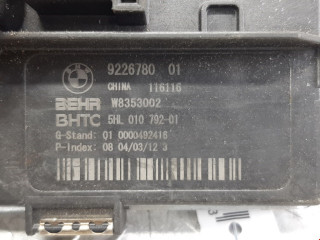 BMW
9226780 01
CHINA 116116
BEHR W8353002
BHTC 5HL 010 792-01
G-Stand: 01 0000492416
P-Index: 08 04/03/12 3